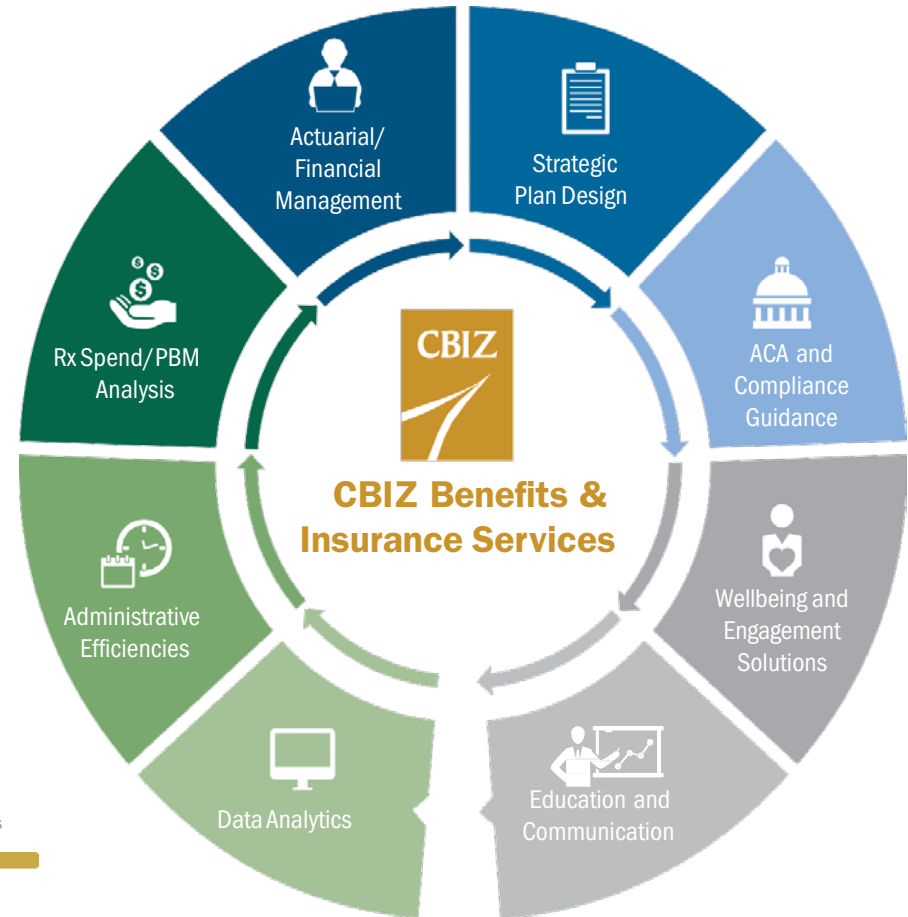 Actuarial/
Financial
Management
Strategic
Plan Design
ACA and
Compliance
Guidance
Wellbeing and
Engagement
Solutions
Education and
Communication
Data Analytics
Administrative
Efficiencies
Rx Spend/PBM
Analysis
CBIZ
CBIZ Benefits &
Insurance Services
s